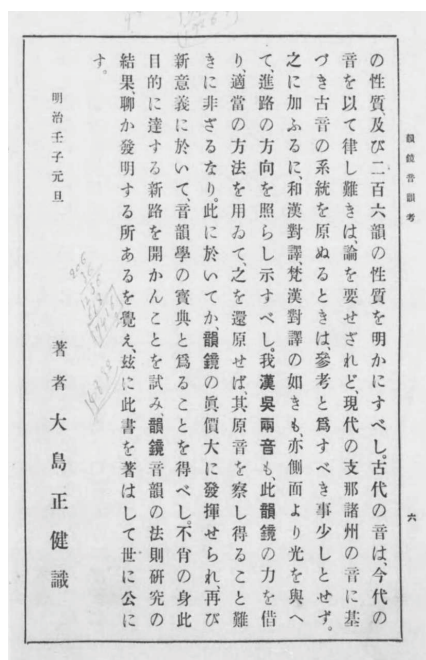 韻鏡音韻考
六
の性質及び二百六韻の性質を明かにすべし。古代の音は、今代の
音を以て律し難きは、論を要せざれど、現代の支那諸州の音に基
づき古音の系統を原ぬるときは、參考と爲すべき事少しとせず。
之に加ふるに、和漢對譯、梵漢對譯の如きも、亦側面より光を與へ
て、進路の方向を照らし示すべし。我漢吳兩音も、此韻鏡の力を借
り、適當の方法を用ゐて、之を還原せば、其原音を察し得ること難
きに非ざるなり。此に於いてか韻鏡の眞價大に發揮せられ、再び
新意義に於いて、音韻學の寶典と爲ることを得べし。不肖の身此
目的に達する新路を開かんことを試み、韻鏡音韻の法則研究の
結果、聊か發明する所あるを覺え、玆に此書を著はして世に公に
す。
明治壬子元旦
著者 大島正健識